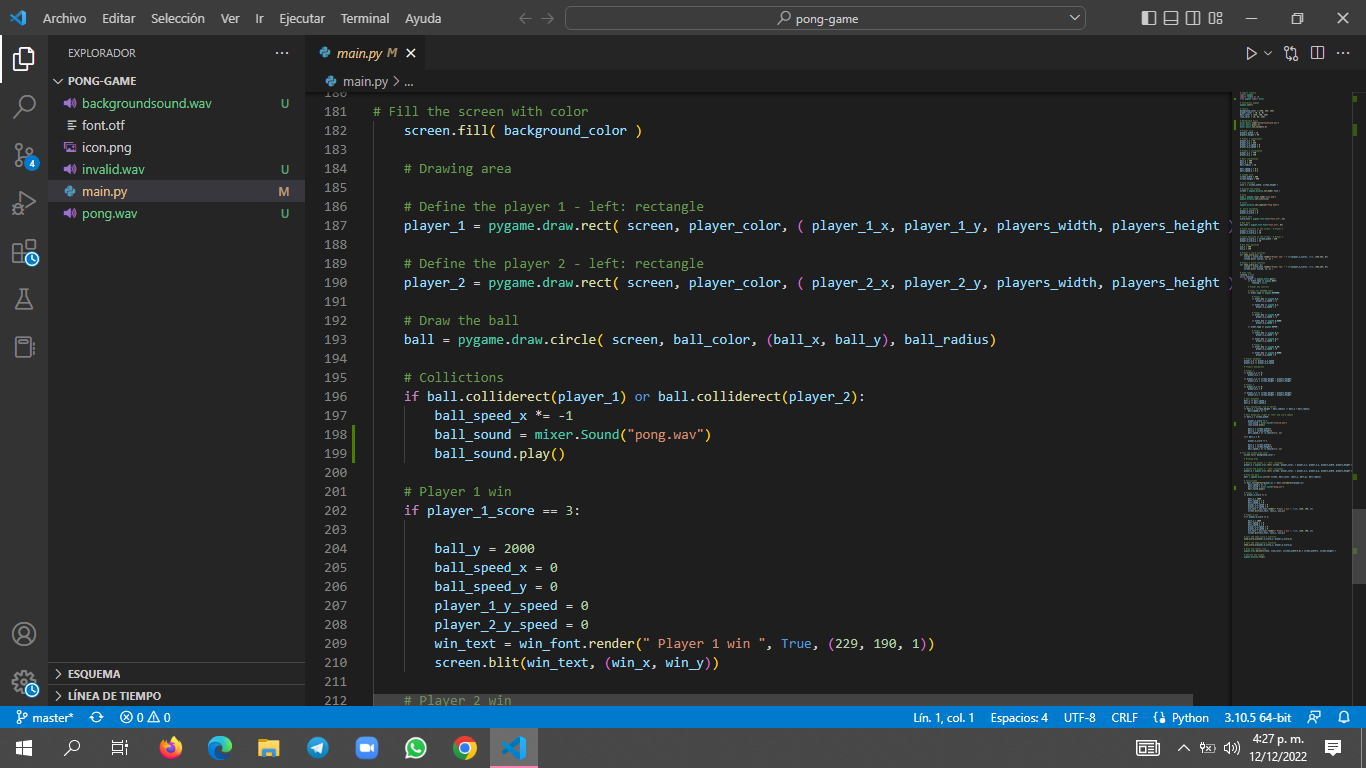 Archivo Editar Selección Ver Ir Ejecutar Terminal Ayuda
pong-game
EXPLORADOR
PONG-GAME
backgroundsound.wav U
font.otf
icon.png
invalid.wav U
main.py M
pong.wav U
4
ESQUEMA
LÍNEA DE TIEMPO
main.py M
main.py > ...
180
181 # Fill the screen with color
182 screen.fill( background_color )
183
184 # Drawing area
185
186 # Define the player 1 - left: rectangle
187 player_1 = pygame.draw.rect( screen, player_color, ( player_1_x, player_1_y, players_width, players_height )
188
189 # Define the player 2 - left: rectangle
190 player_2 = pygame.draw.rect( screen, player_color, ( player_2_x, player_2_y, players_width, players_height )
191
192 # Draw the ball
193 ball = pygame.draw.circle( screen, ball_color, (ball_x, ball_y), ball_radius)
194
195 # Collictions
196 if ball.colliderect(player_1) or ball.colliderect(player_2):
197 ball_speed_x *= -1
198 ball_sound = mixer.Sound("pong.wav")
199 ball_sound.play()
200
201 # Player 1 win
202 if player_1_score == 3:
203
204 ball_y = 2000
205 ball_speed_x = 0
206 ball_speed_y = 0
207 player_1_y_speed = 0
208 player_2_y_speed = 0
209 win_text = win_font.render(" Player 1 win ", True, (229, 190, 1))
210 screen.blit(win_text, (win_x, win_y))
211
212 # Player 2 win
master* 0 0 Lín. 1, col. 1 Espacios: 4 UTF-8 CRLF Python 3.10.5 64-bit
4:27 p. m.
12/12/2022